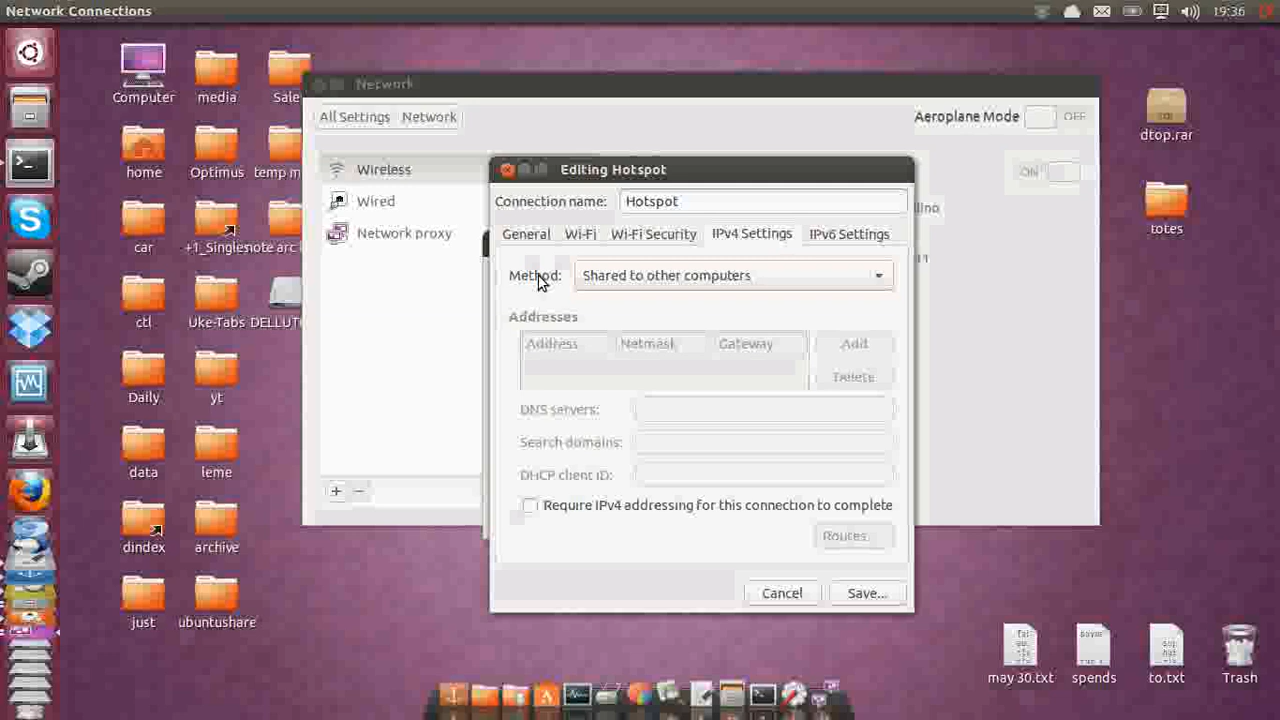 Network Connections
19:36
Computer
media
Sale
home
Optimus
temp m
car
+1_Singles
note arc
ctl
Uke-Tabs
DELLUT
Daily
yt
data
leme
dindex
archive
just
ubuntushare
Network
All Settings
Network
Aeroplane Mode
OFF
Wireless
Wired
Network proxy
ON
Editing Hotspot
Connection name:
Hotspot
General
Wi-Fi
Wi-Fi Security
IPv4 Settings
IPv6 Settings
Method:
Shared to other computers
Addresses
Address
Netmask
Gateway
Add
Delete
DNS servers:
Search domains:
DHCP client ID:
Require IPv4 addressing for this connection to complete
Routes...
Cancel
Save...
dtop.rar
totes
may 30.txt
spends
to.txt
Trash